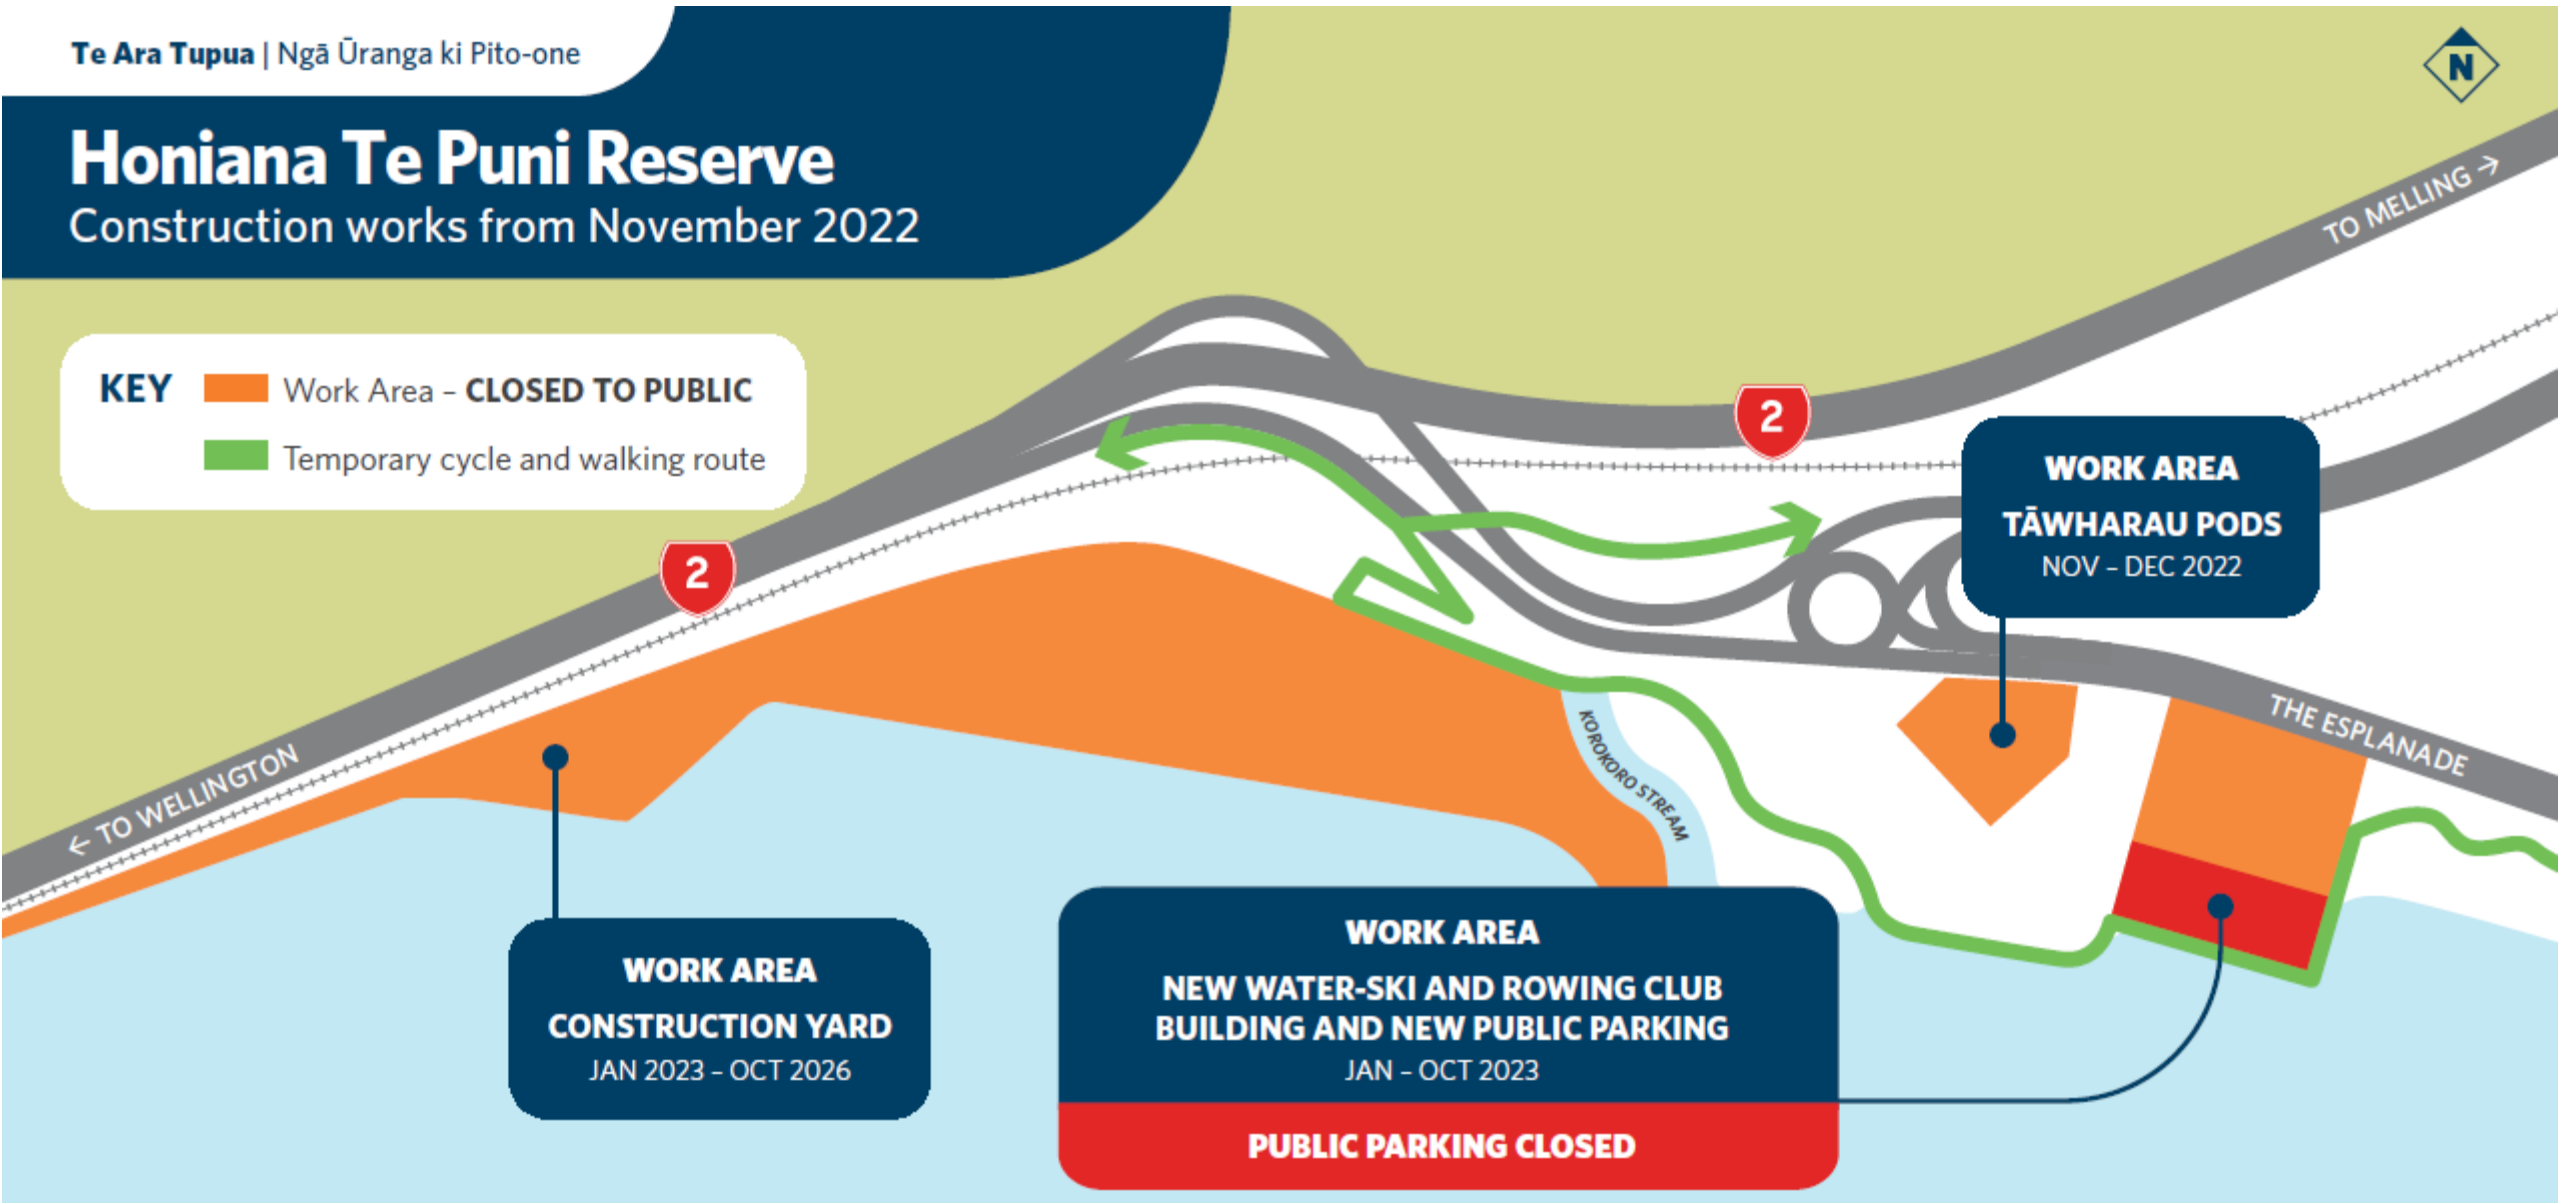 Te Ara Tupua | Ngā Ūranga ki Pito-one
N
Honiana Te Puni Reserve
Construction works from November 2022
TO MELLING →
KEY
Work Area – CLOSED TO PUBLIC
Temporary cycle and walking route
2
2
WORK AREA
TĀWHARAU PODS
NOV – DEC 2022
← TO WELLINGTON
KOROKORO STREAM
THE ESPLANADE
WORK AREA
CONSTRUCTION YARD
JAN 2023 – OCT 2026
WORK AREA
NEW WATER-SKI AND ROWING CLUB
BUILDING AND NEW PUBLIC PARKING
JAN – OCT 2023
PUBLIC PARKING CLOSED